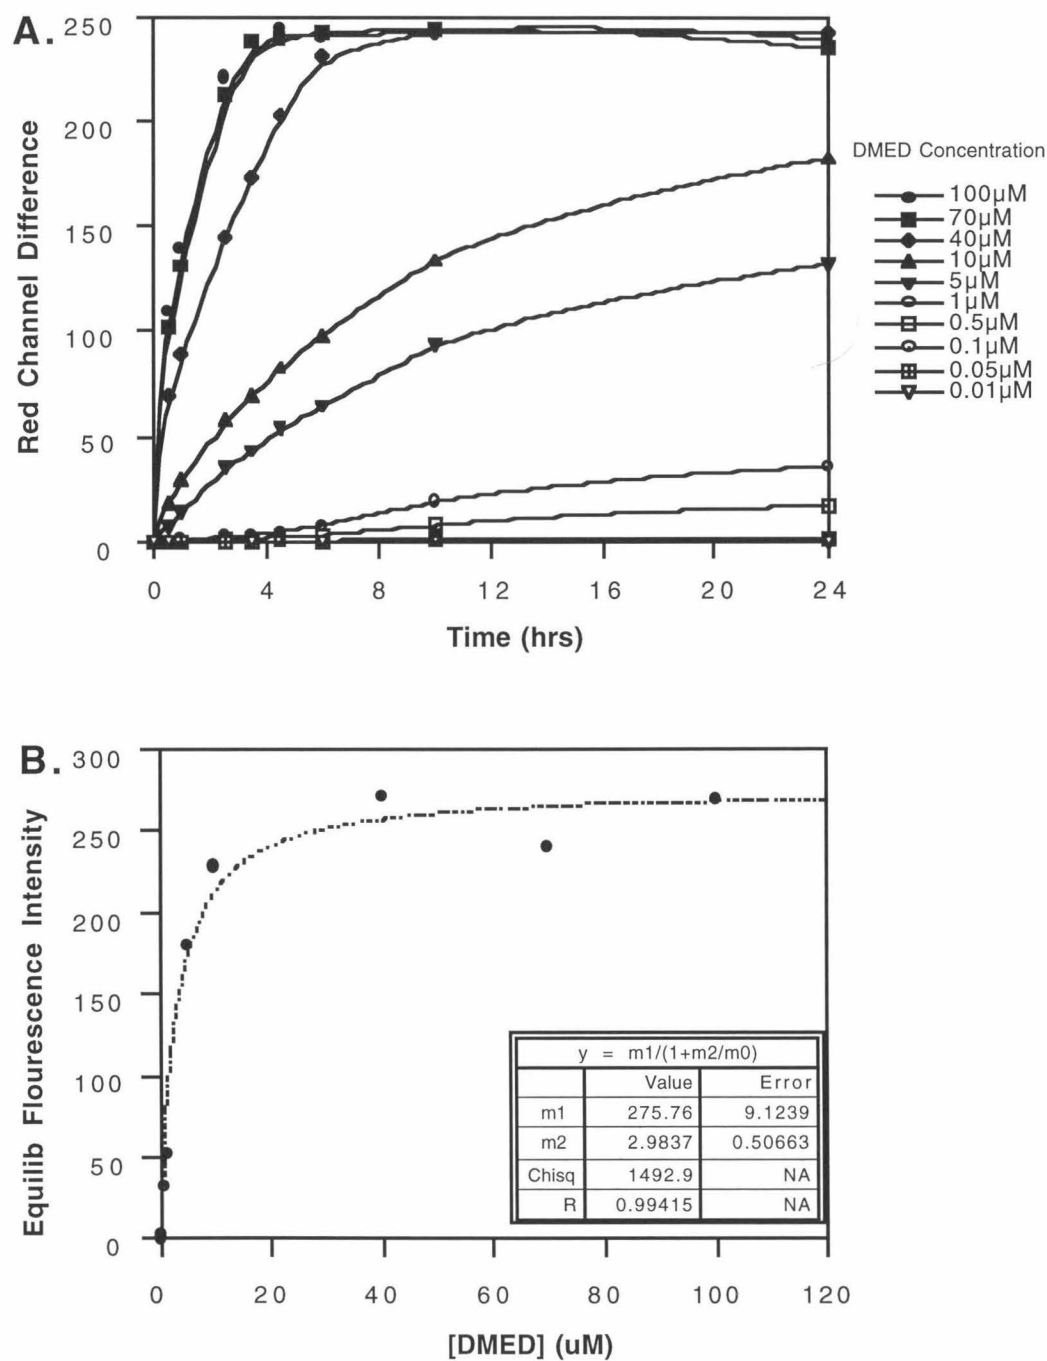 A.
Red Channel Difference
250
200
150
100
50
0
0 4 8 12 16 20 24
Time (hrs)
DMED Concentration
100µM
70µM
40µM
10µM
5µM
1µM
0.5µM
0.1µM
0.05µM
0.01µM
B.
Equilib Flourescence Intensity
300
250
200
150
100
50
0
0 20 40 60 80 100 120
[DMED] (uM)
y = m1/(1+m2/m0)
Value Error
m1 275.76 9.1239
m2 2.9837 0.50663
Chisq 1492.9 NA
R 0.99415 NA